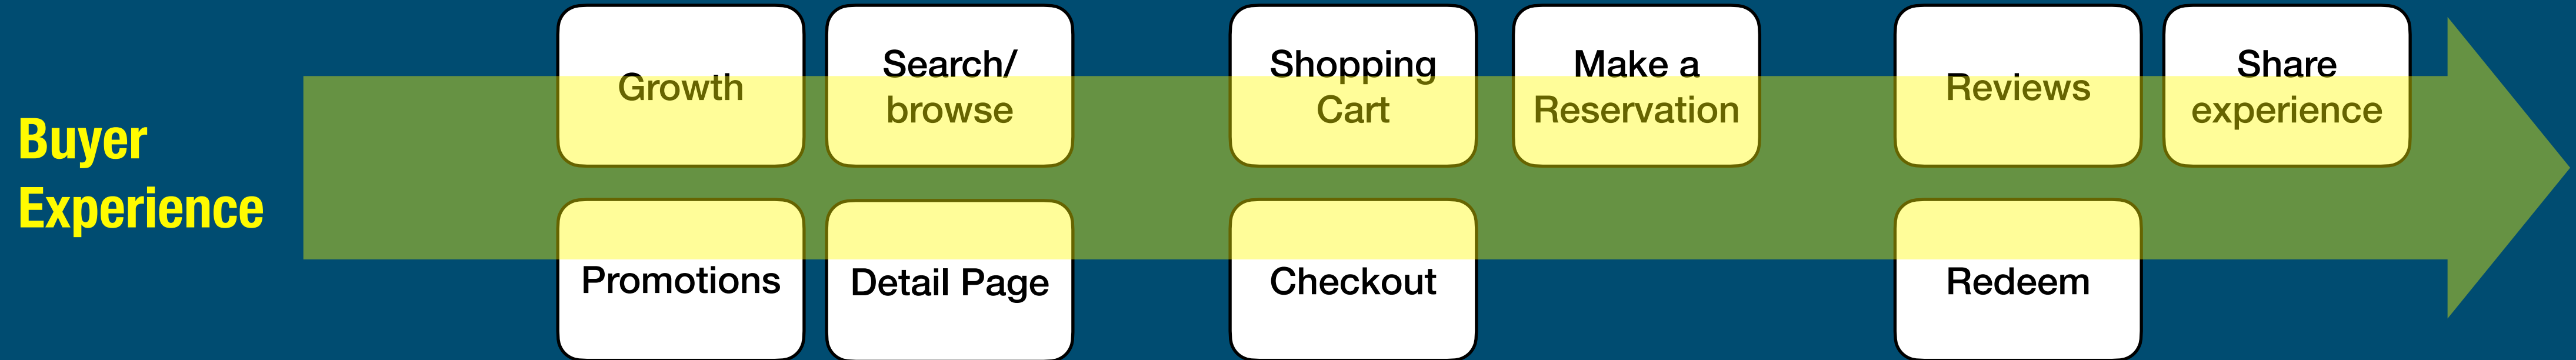 Buyer
Experience
Growth
Search/
browse
Shopping
Cart
Make a
Reservation
Reviews
Share
experience
Promotions
Detail Page
Checkout
Redeem